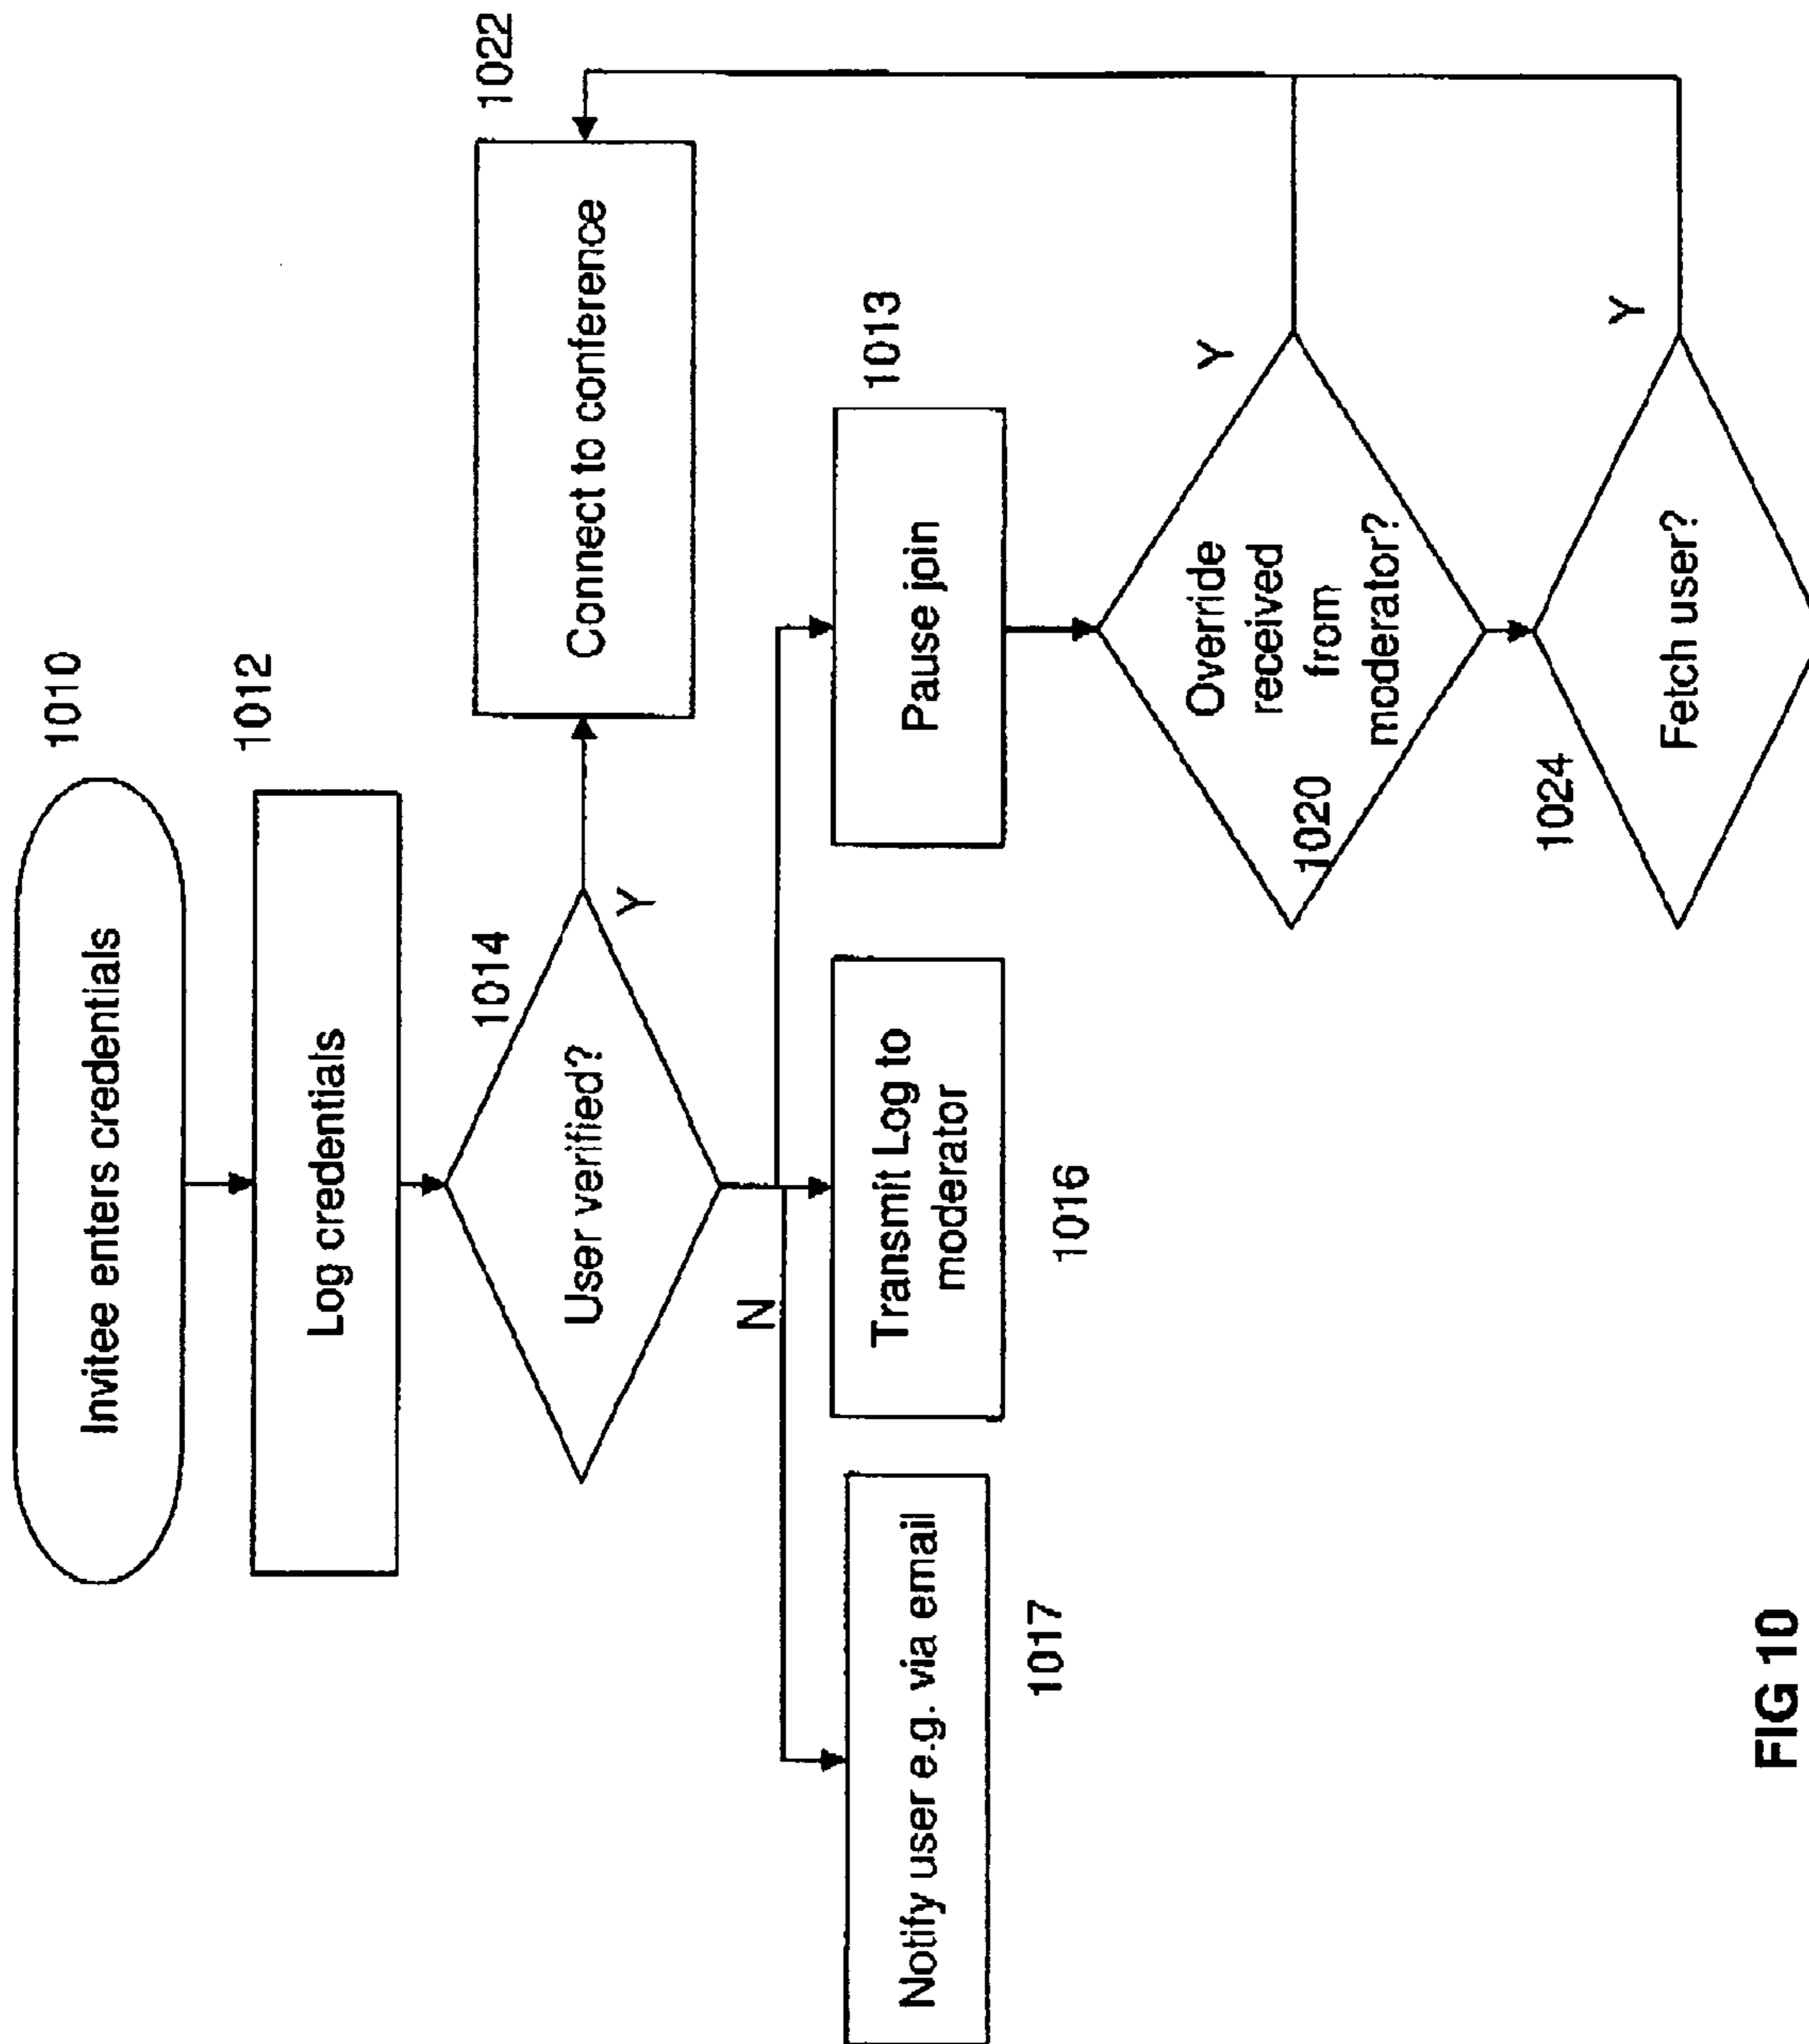 1010
Invitee enters credentials
1012
Log credentials
1014
User verified?
Y
1022
Connect to conference
N
1013
Pause join
Transmit Log to
moderator
1016
Notify user e.g. via email
1017
Override
received
from
moderator?
1020
Y
1024
Fetch user?
Y
FIG 10